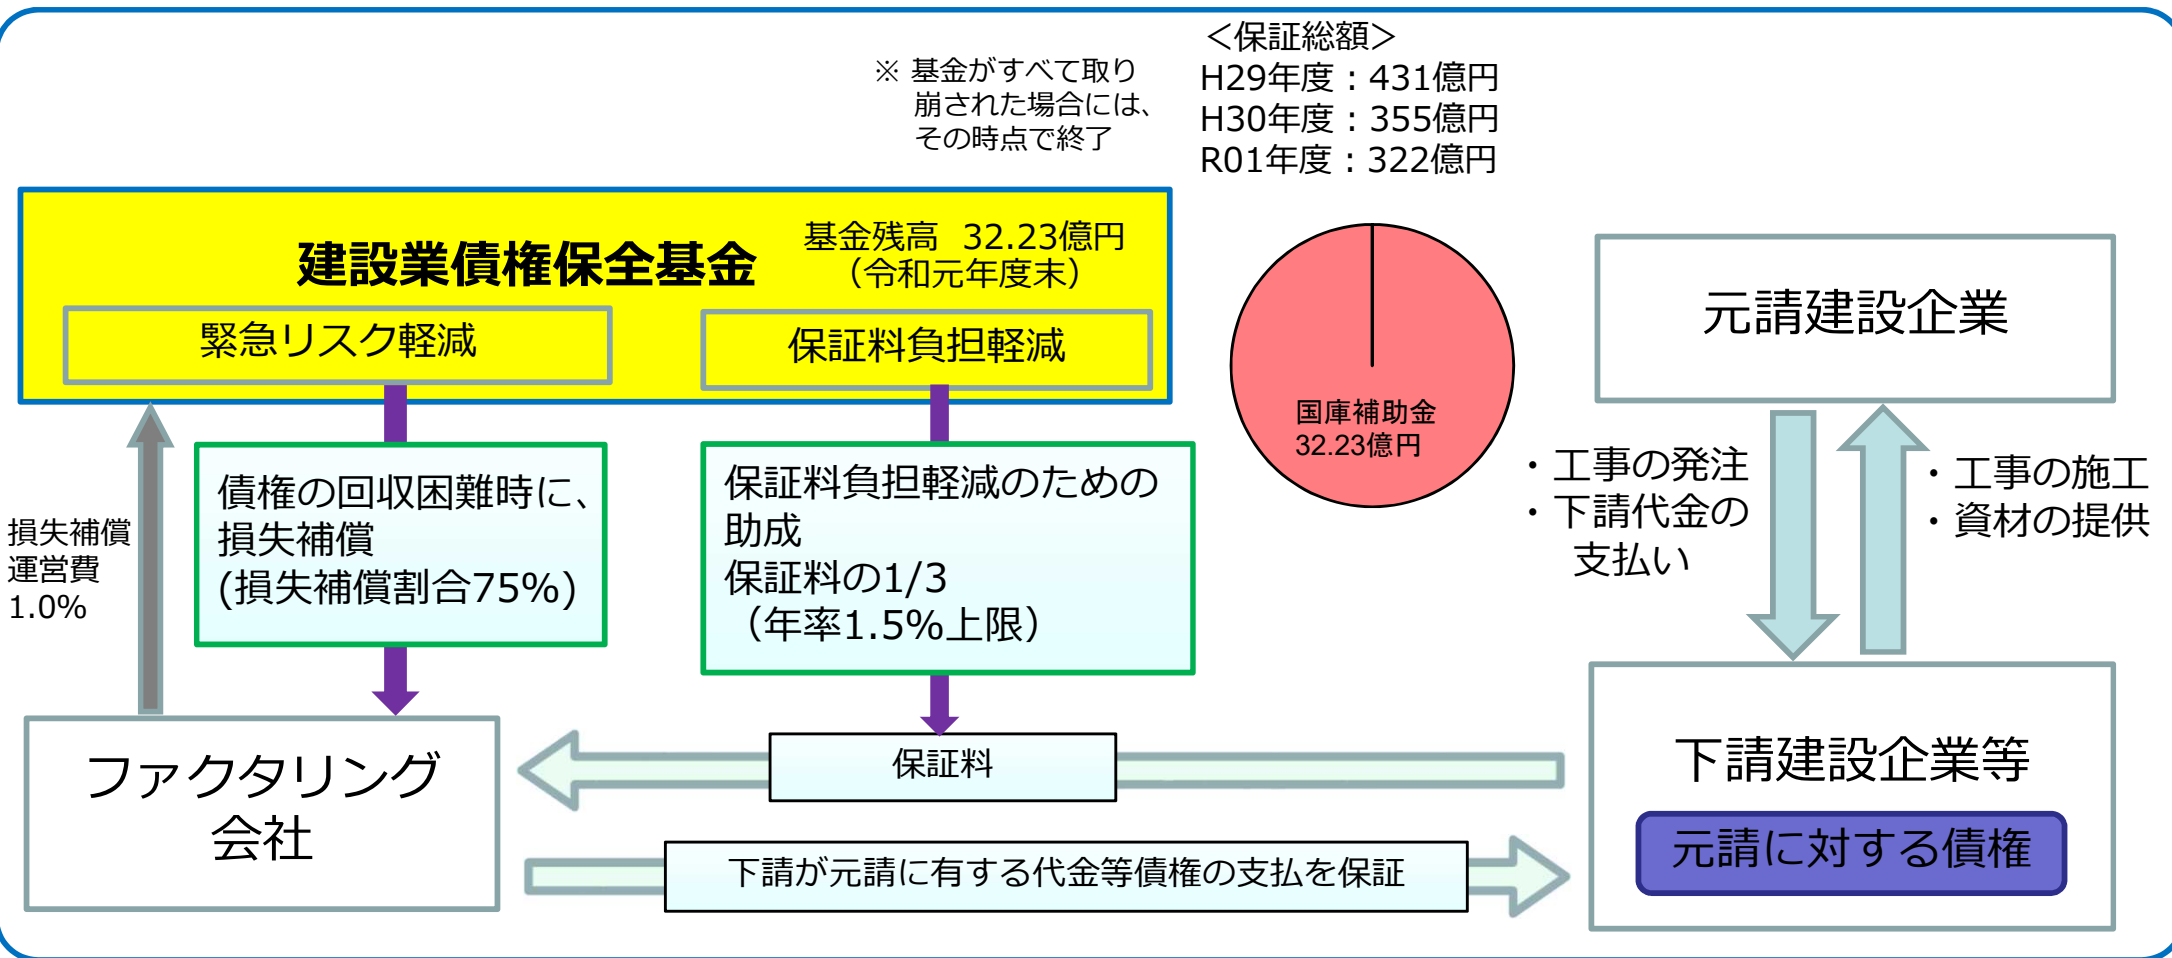 ※ 基金がすべて取り
崩された場合には、
その時点で終了
＜保証総額＞
H29年度：431億円
H30年度：355億円
R01年度：322億円
建設業債権保全基金
基金残高 32.23億円
（令和元年度末）
緊急リスク軽減
保証料負担軽減
国庫補助金
32.23億円
元請建設企業
損失補償
運営費
1.0%
債権の回収困難時に、
損失補償
(損失補償割合75%)
保証料負担軽減のための
助成
保証料の1/3
（年率1.5%上限）
・工事の発注
・下請代金の
支払い
・工事の施工
・資材の提供
ファクタリング
会社
保証料
下請が元請に有する代金等債権の支払を保証
下請建設企業等
元請に対する債権